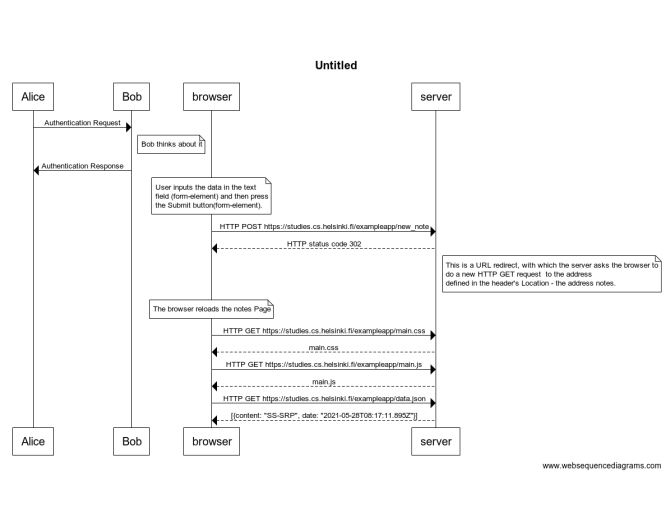 Untitled
Alice
Bob
browser
server
Authentication Request
Bob thinks about it
Authentication Response
User inputs the data in the text
field (form-element) and then press
the Submit button(form-element).
HTTP POST https://studies.cs.helsinki.fi/exampleapp/new_note
HTTP status code 302
This is a URL redirect, with which the server asks the browser to
do a new HTTP GET request to the address
defined in the header's Location - the address notes.
The browser reloads the notes Page
HTTP GET https://studies.cs.helsinki.fi/exampleapp/main.css
main.css
HTTP GET https://studies.cs.helsinki.fi/exampleapp/main.js
main.js
HTTP GET https://studies.cs.helsinki.fi/exampleapp/data.json
[{content: "SS-SRP", date: "2021-05-28T08:17:11.895Z"}]
Alice
Bob
browser
server
www.websequencediagrams.com